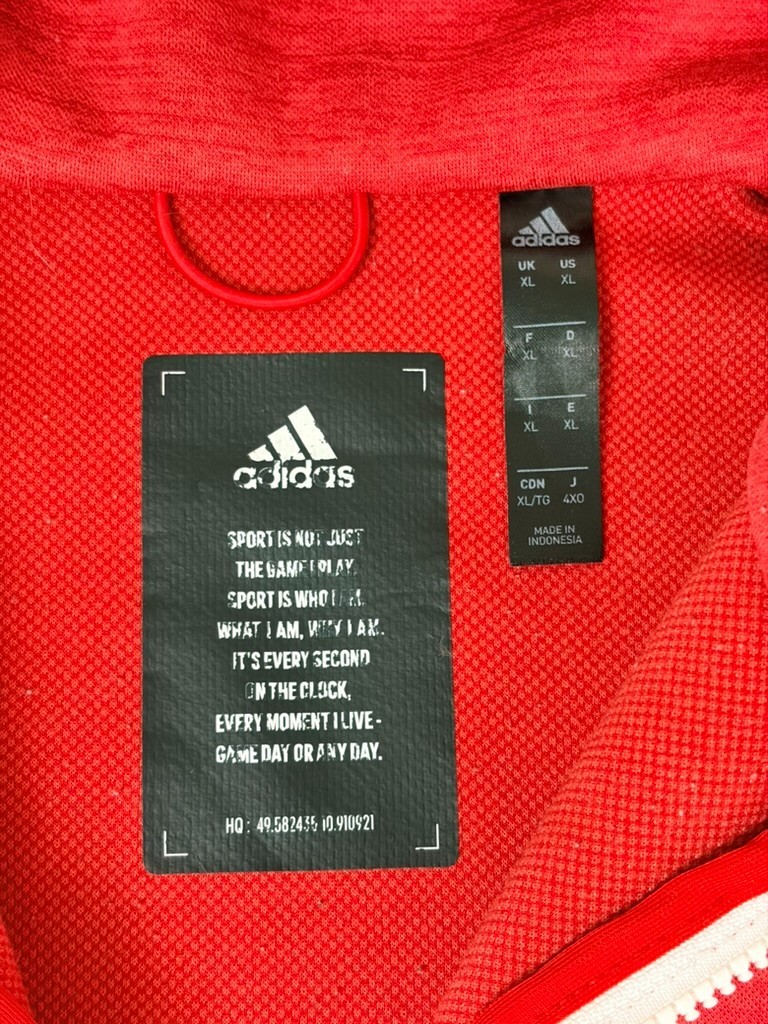 adidas
SPORT IS NOT JUST
THE GAME I PLAY.
SPORT IS WHO I AM.
WHAT I AM, WHY I AM.
IT'S EVERY SECOND
ON THE CLOCK,
EVERY MOMENT I LIVE-
GAME DAY OR ANY DAY.
HQ: 49.582435 10.910921
adidas
UK US
XL XL
F D
XL XL
I E
XL XL
CDN J
XL/TG 4XO
MADE IN
INDONESIA